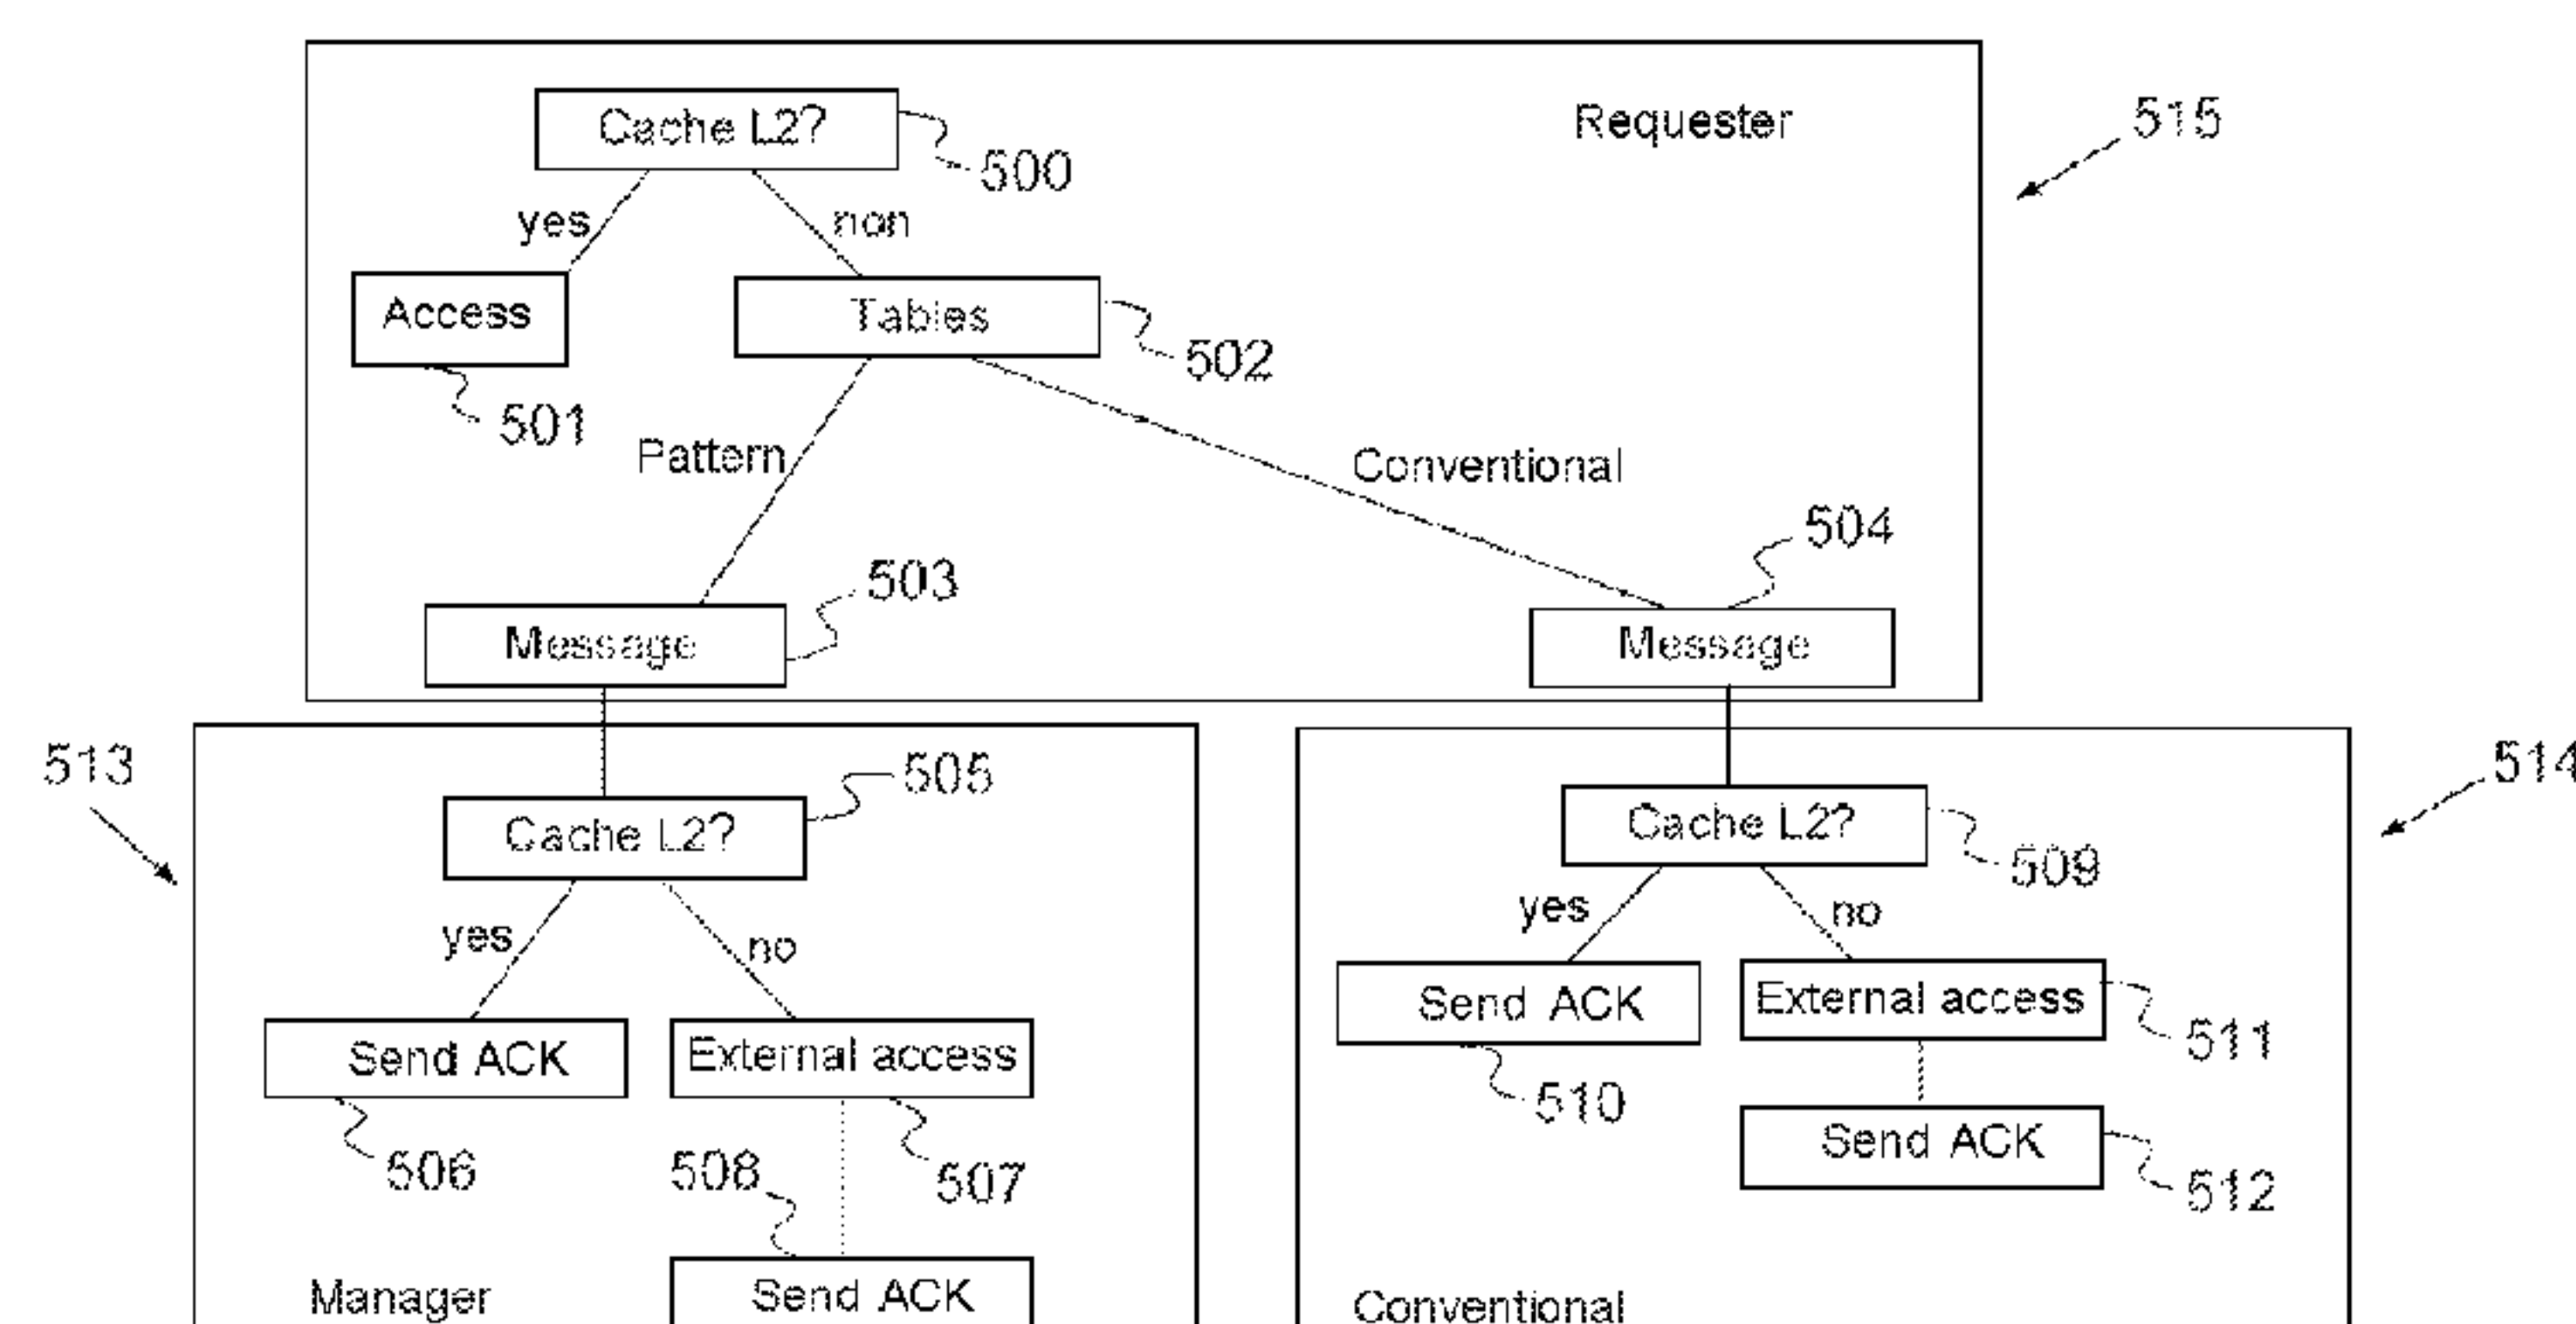 Cache L2?
Requester
515
500
yes
non
Access
Tables
502
501
Pattern
Conventional
504
503
Message
Message
513
505
514
Cache L2?
Cache L2?
509
yes
no
yes
no
Send ACK
External access
511
Send ACK
External access
510
Send ACK
512
506
508
507
Manager
Send ACK
Conventional